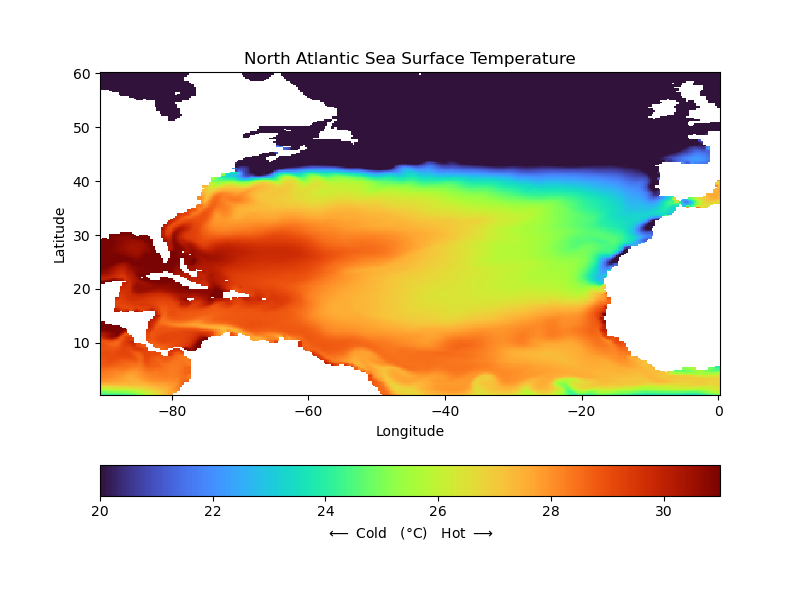 North Atlantic Sea Surface Temperature
60
50
40
30
20
10
Latitude
−80 −60 −40 −20 0
Longitude
20 22 24 26 28 30
⟵ Cold (°C) Hot ⟶